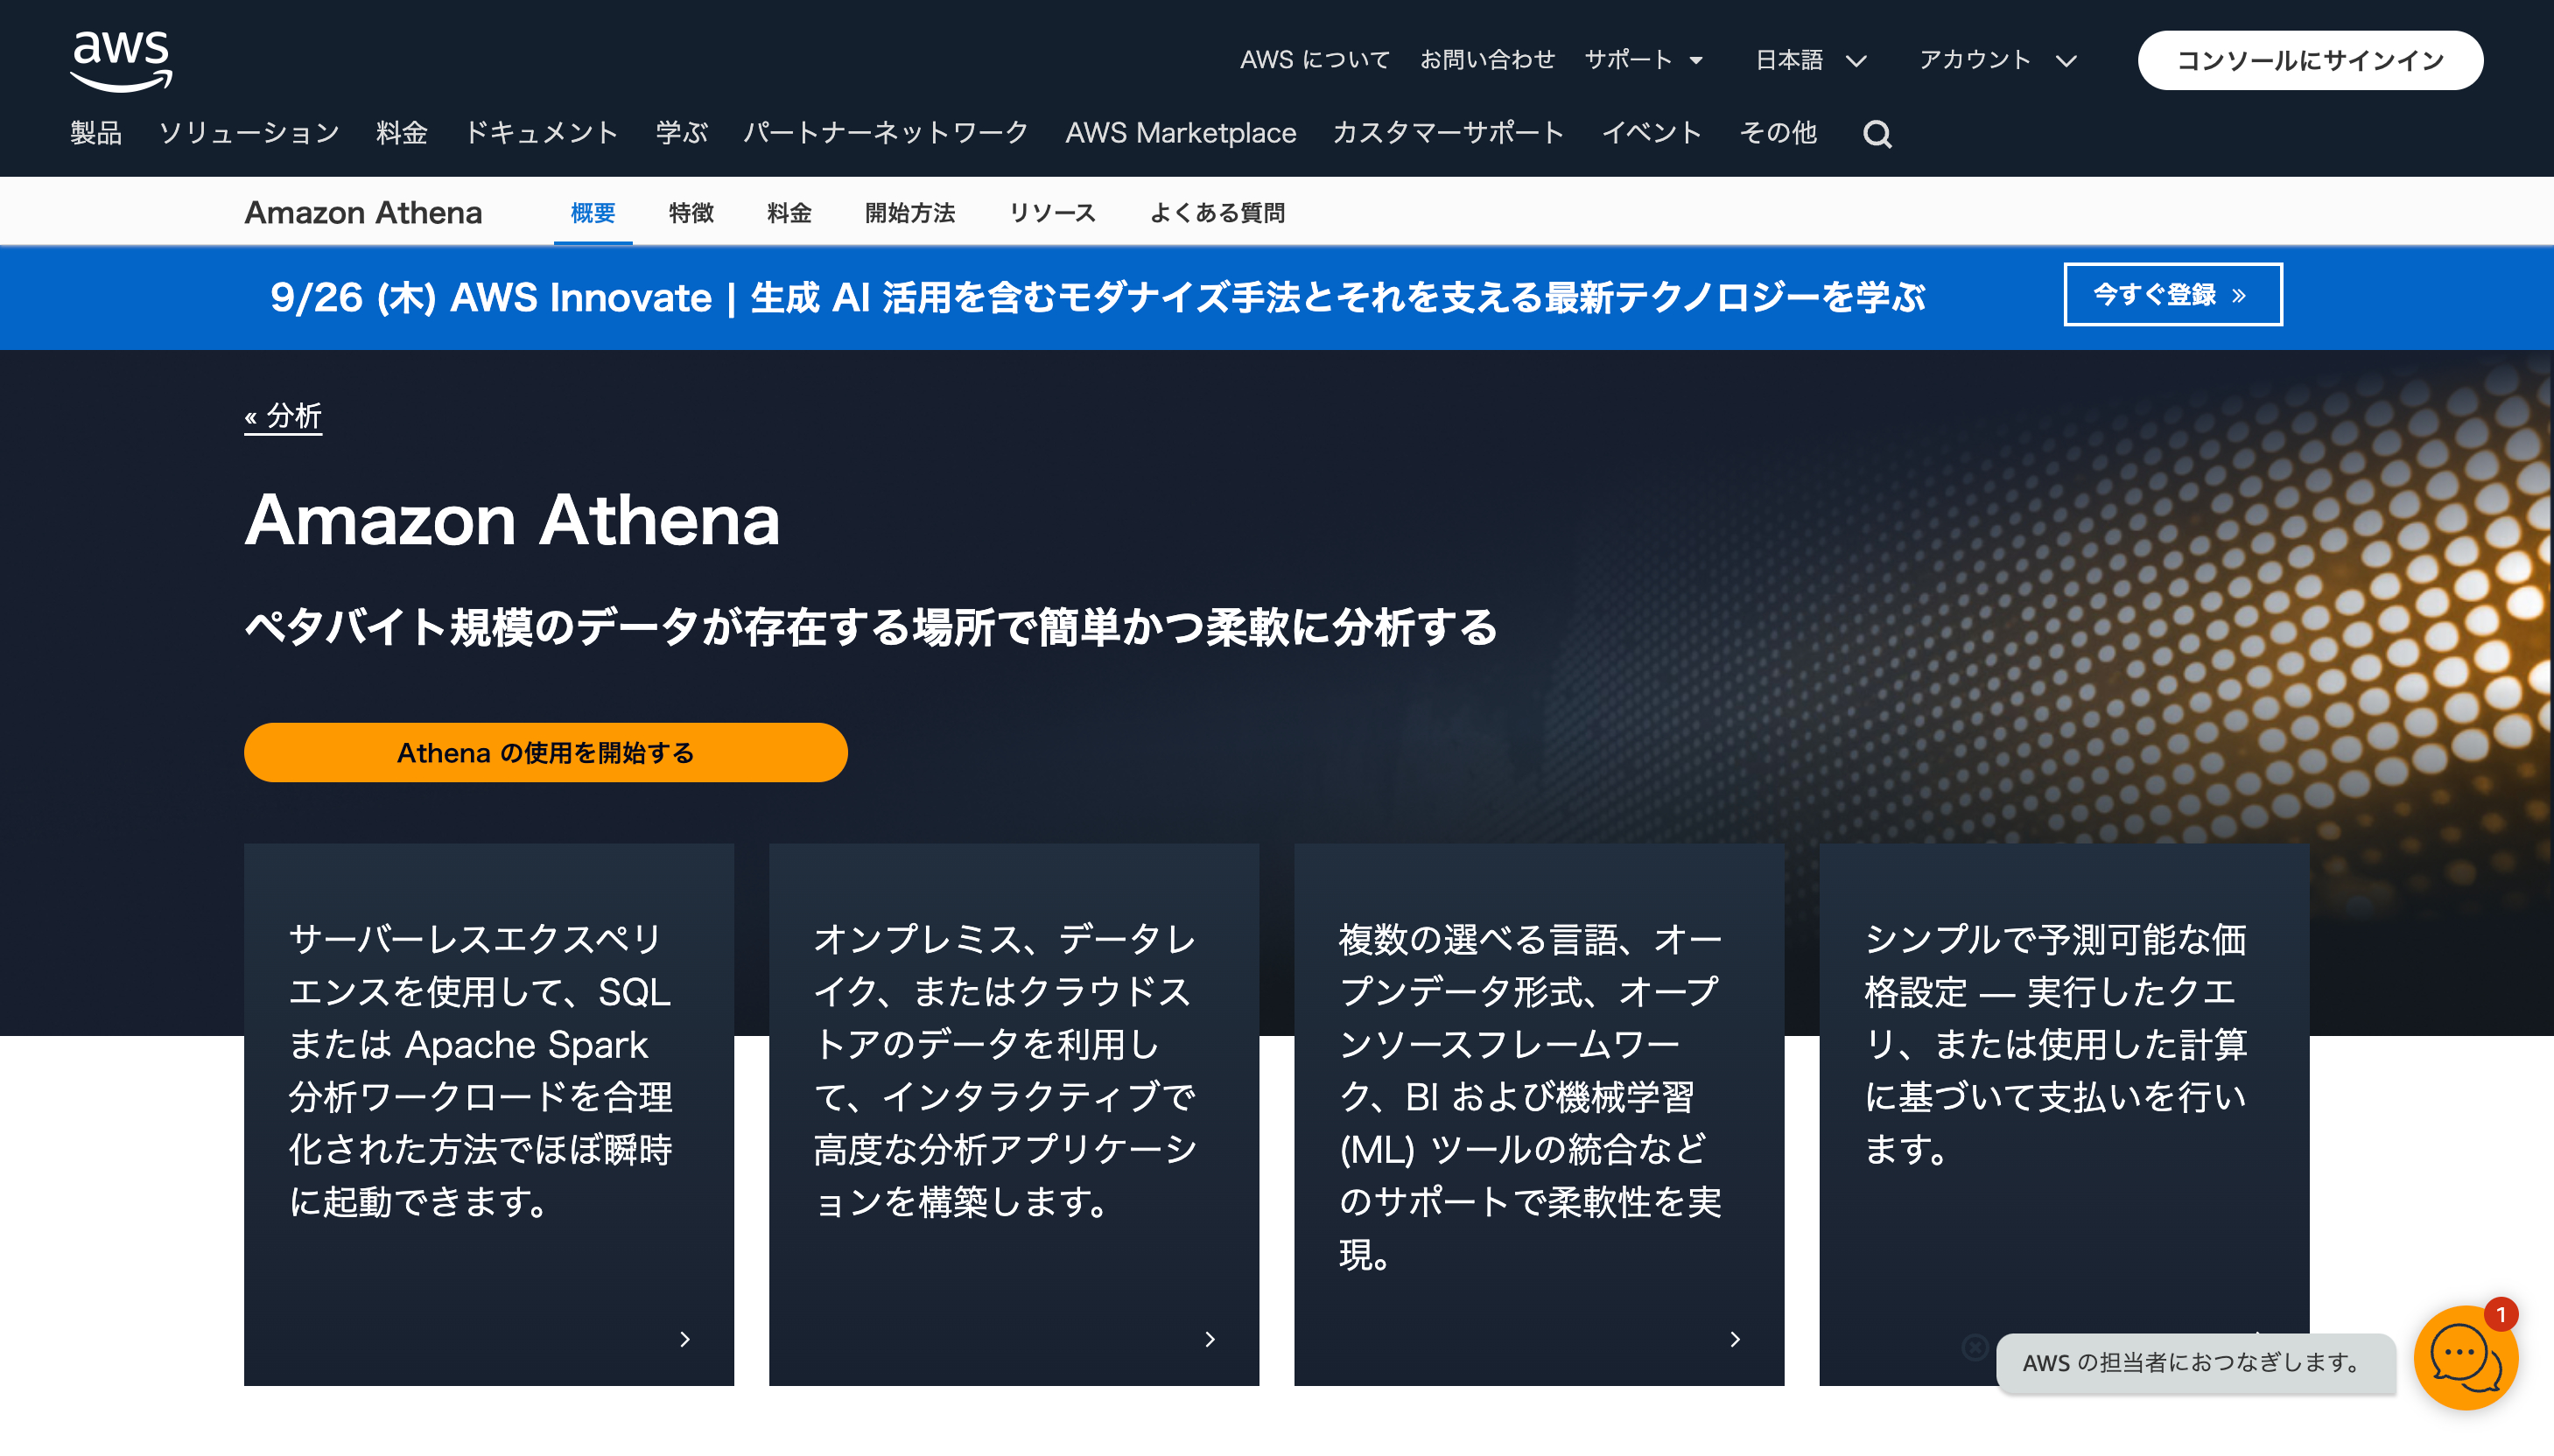 aws
AWS について お問い合わせ サポート 日本語 アカウント コンソールにサインイン
製品 ソリューション 料金 ドキュメント 学ぶ パートナーネットワーク AWS Marketplace カスタマーサポート イベント その他
Amazon Athena 概要 特徴 料金 開始方法 リソース よくある質問
9/26 (木) AWS Innovate | 生成 AI 活用を含むモダナイズ手法とそれを支える最新テクノロジーを学ぶ 今すぐ登録 »
« 分析
Amazon Athena
ペタバイト規模のデータが存在する場所で簡単かつ柔軟に分析する
Athena の使用を開始する
サーバーレスエクスペリ
エンスを使用して、SQL
または Apache Spark
分析ワークロードを合理
化された方法でほぼ瞬時
に起動できます。
オンプレミス、データレ
イク、またはクラウドス
トアのデータを利用し
て、インタラクティブで
高度な分析アプリケーシ
ョンを構築します。
複数の選べる言語、オー
プンデータ形式、オープ
ンソースフレームワー
ク、BI および機械学習
(ML) ツールの統合など
のサポートで柔軟性を実
現。
シンプルで予測可能な価
格設定 — 実行したクエ
リ、または使用した計算
に基づいて支払いを行い
ます。
AWS の担当者におつなぎします。
1